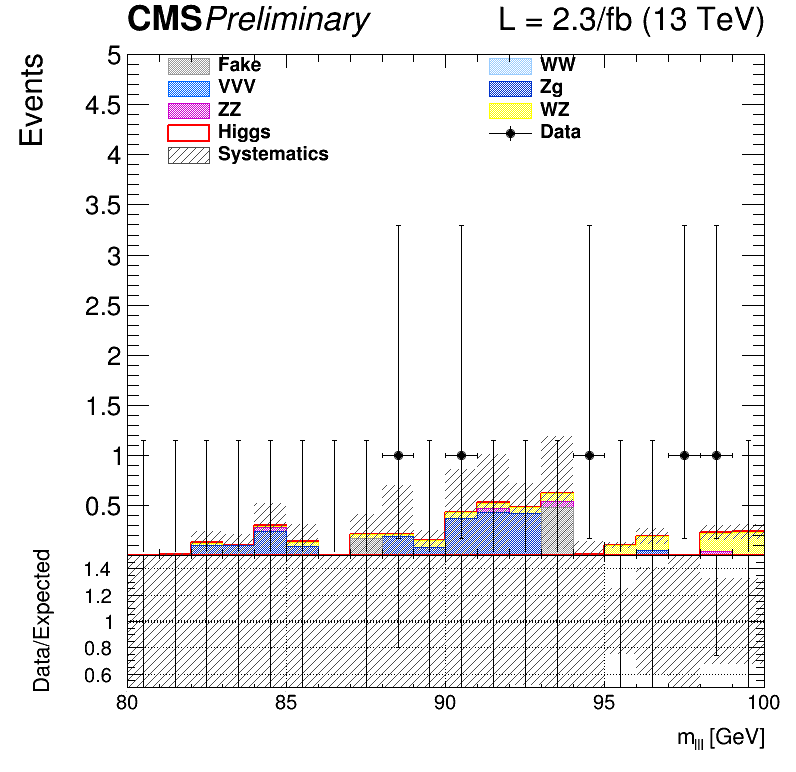 CMS Preliminary L = 2.3/fb (13 TeV)
Events
5
4.5
4
3.5
3
2.5
2
1.5
1
0.5
Fake WW
VVV Zg
ZZ WZ
Higgs Data
Systematics
Data/Expected
1.4
1.2
1
0.8
0.6
80 85 90 95 100
m_lll [GeV]